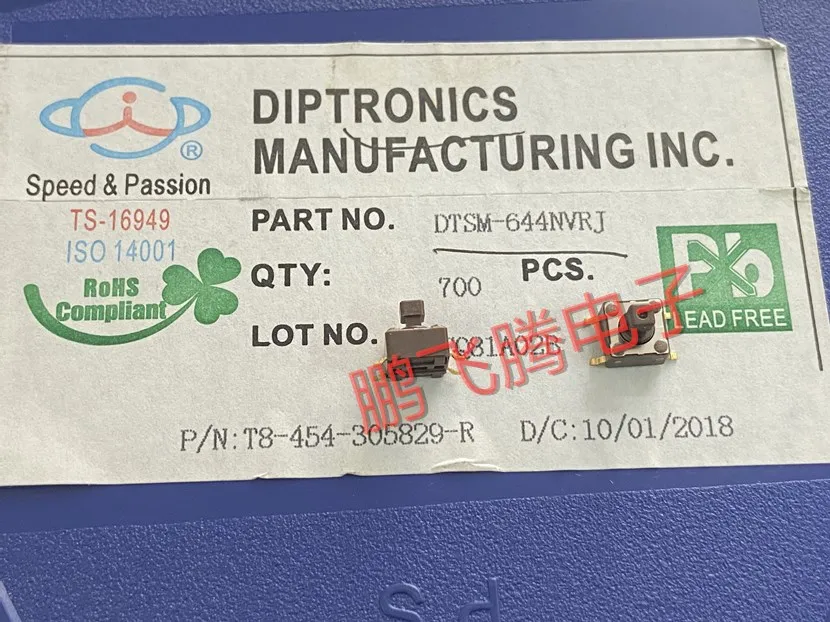 DIPTRONICS
MANUFACTURING INC.
®
Speed & Passion
TS-16949
ISO 14001
RoHS
Compliant
PART NO. DTSM-644NVRJ
QTY: 700 PCS.
LOT NO.
Pb
LEAD FREE
鹏飞腾电子
P/N:T8-454-305829-R D/C:10/01/2018